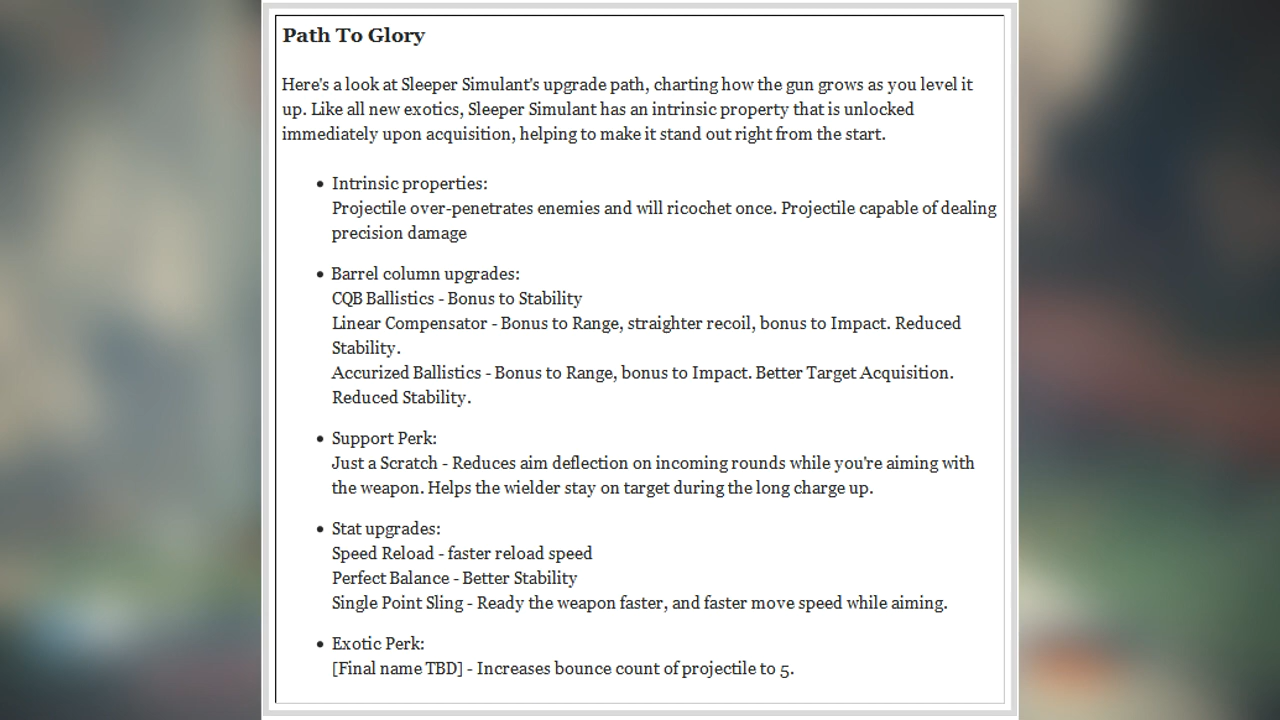 Path To Glory
Here's a look at Sleeper Simulant's upgrade path, charting how the gun grows as you level it
up. Like all new exotics, Sleeper Simulant has an intrinsic property that is unlocked
immediately upon acquisition, helping to make it stand out right from the start.
• Intrinsic properties:
Projectile over-penetrates enemies and will ricochet once. Projectile capable of dealing
precision damage
• Barrel column upgrades:
CQB Ballistics - Bonus to Stability
Linear Compensator - Bonus to Range, straighter recoil, bonus to Impact. Reduced
Stability.
Accurized Ballistics - Bonus to Range, bonus to Impact. Better Target Acquisition.
Reduced Stability.
• Support Perk:
Just a Scratch - Reduces aim deflection on incoming rounds while you're aiming with
the weapon. Helps the wielder stay on target during the long charge up.
• Stat upgrades:
Speed Reload - faster reload speed
Perfect Balance - Better Stability
Single Point Sling - Ready the weapon faster, and faster move speed while aiming.
• Exotic Perk:
[Final name TBD] - Increases bounce count of projectile to 5.